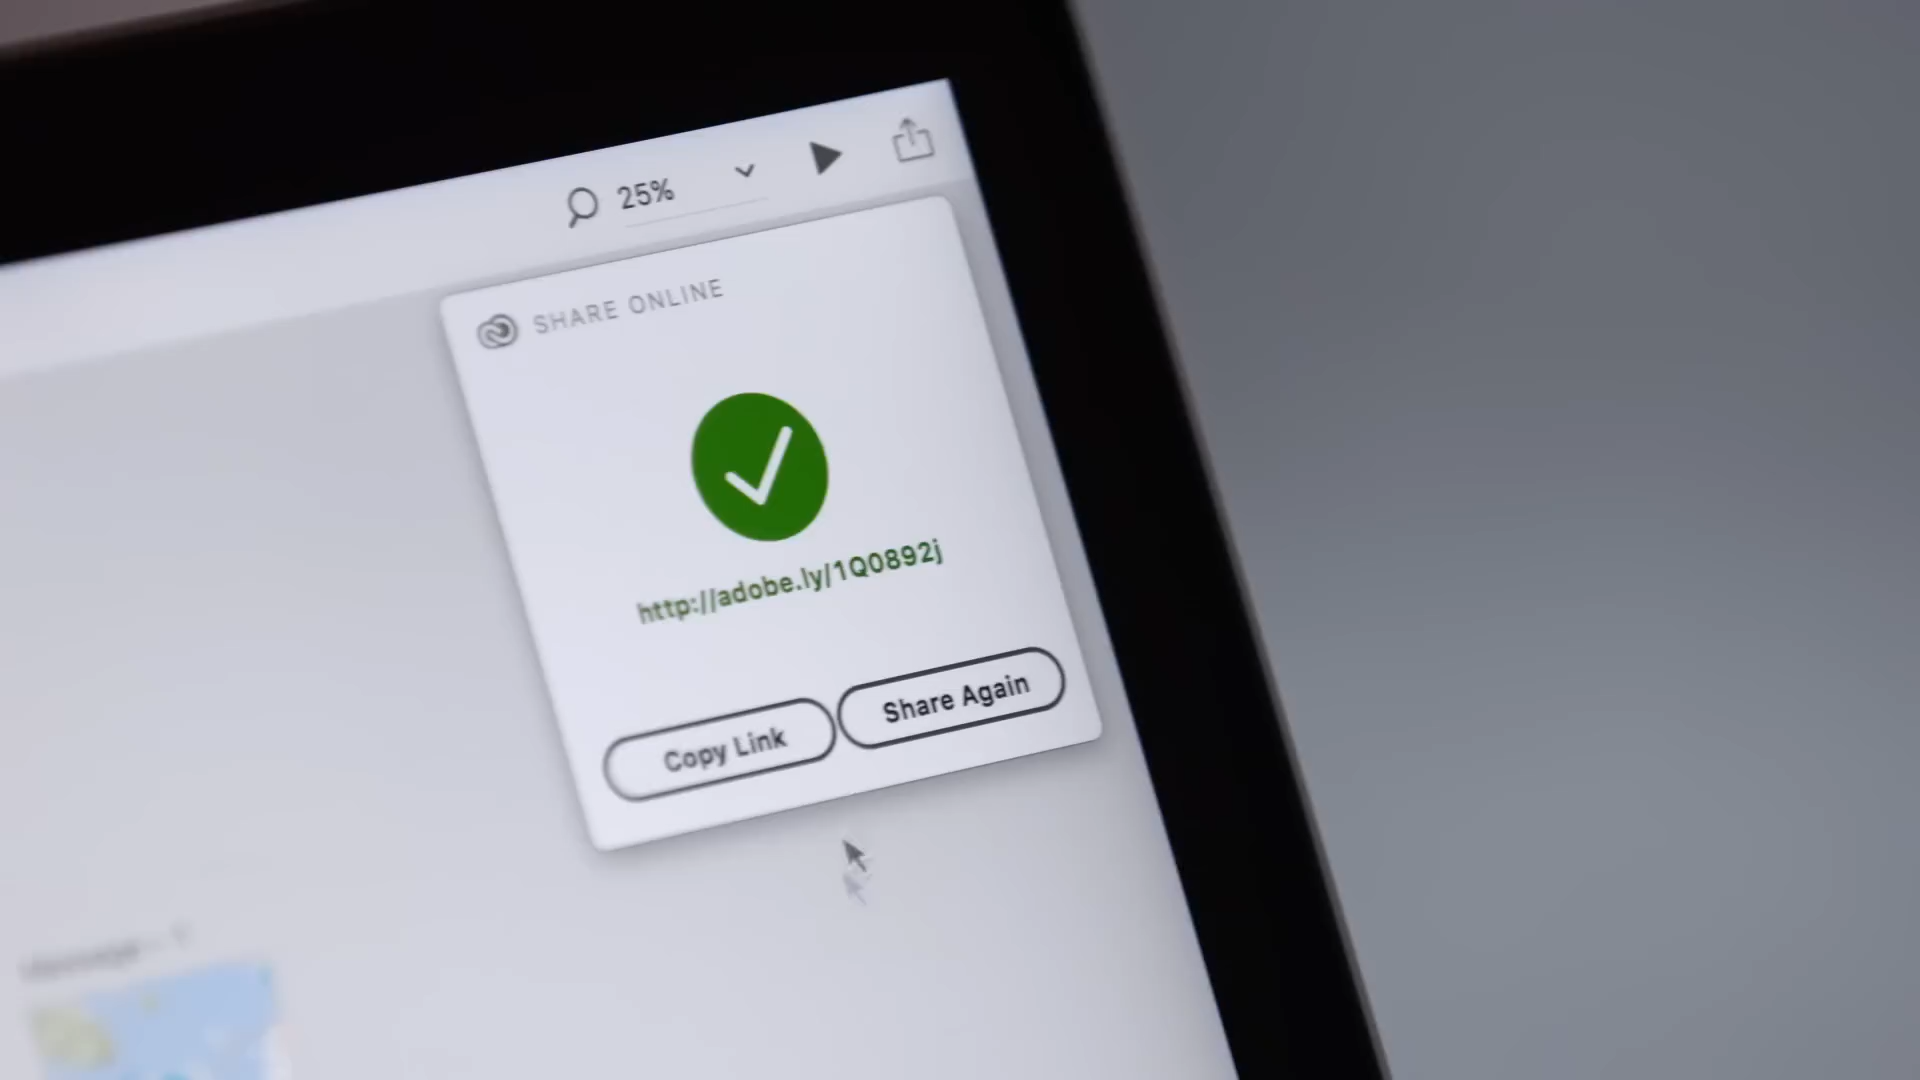 25%
SHARE ONLINE
http://adobe.ly/1Q0892j
Copy Link
Share Again